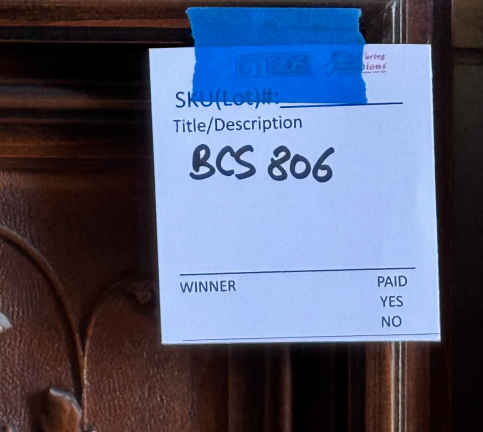 SKU(Lot)#:
Title/Description
BCS 806
WINNER PAID
YES
NO